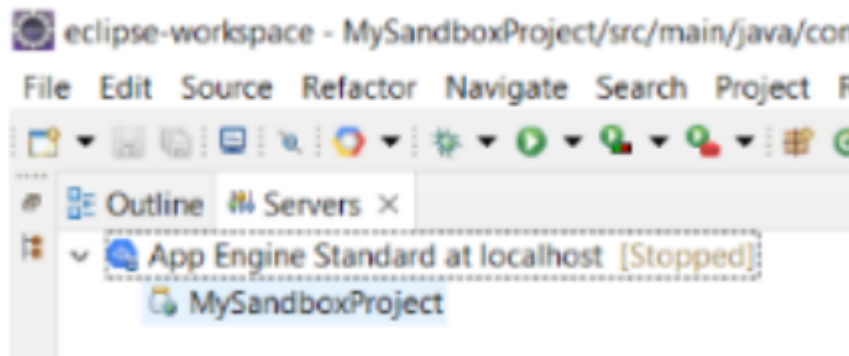 eclipse-workspace - MySandboxProject/src/main/java/con
File Edit Source Refactor Navigate Search Project
Outline Servers
App Engine Standard at localhost [Stopped]
MySandboxProject